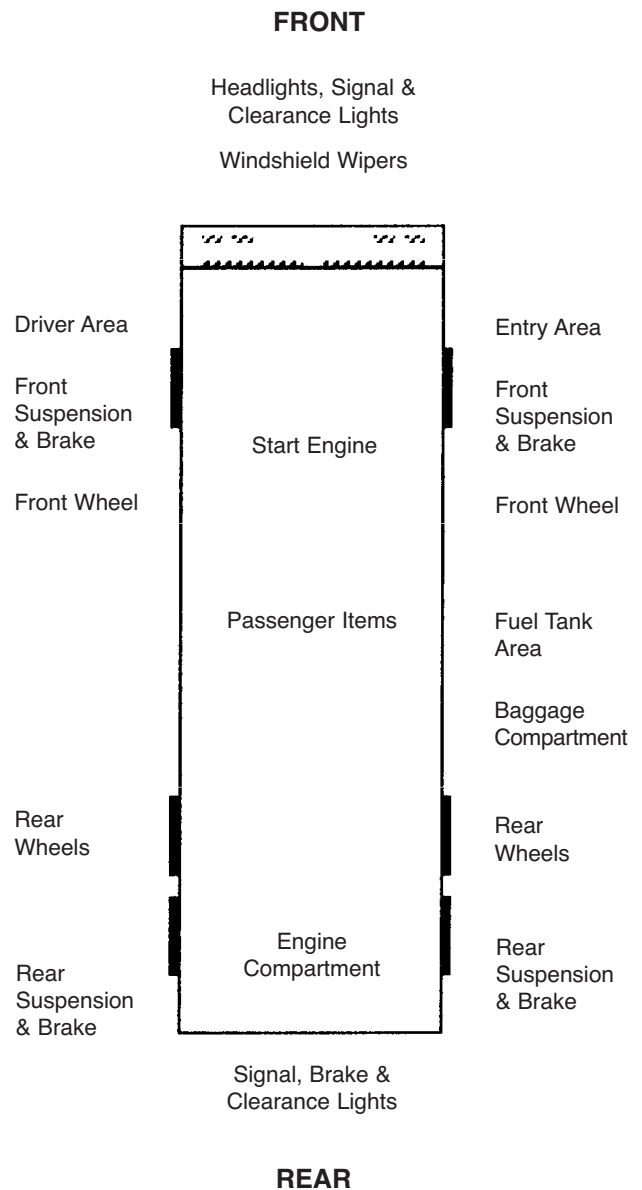 FRONT
Headlights, Signal &
Clearance Lights
Windshield Wipers
Driver Area
Entry Area
Front
Suspension
& Brake
Front
Suspension
& Brake
Start Engine
Front Wheel
Front Wheel
Passenger Items
Fuel Tank
Area
Baggage
Compartment
Rear
Wheels
Rear
Wheels
Engine
Compartment
Rear
Suspension
& Brake
Rear
Suspension
& Brake
Signal, Brake &
Clearance Lights
REAR